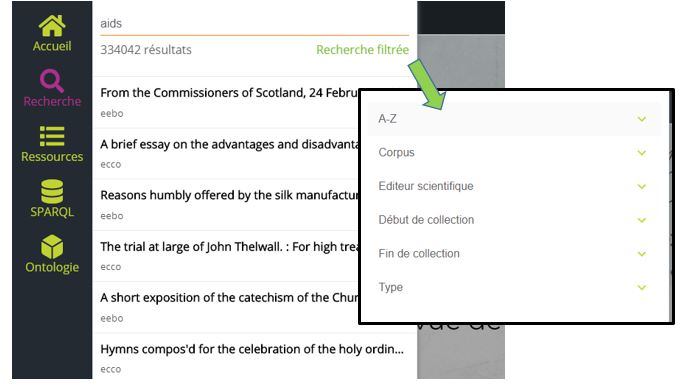 Accueil
Recherche
Ressources
SPARQL
Ontologie
aids
334042 résultats
Recherche filtrée
From the Commissioners of Scotland, 24 Febru
eebo
A brief essay on the advantages and disadvanta
ecco
Reasons humbly offered by the silk manufactur
eebo
The trial at large of John Thelwall. : For high trea
ecco
A short exposition of the catechism of the Chur
eebo
Hymns compos'd for the celebration of the holy ordin...
ecco
A-Z
Corpus
Editeur scientifique
Début de collection
Fin de collection
Type